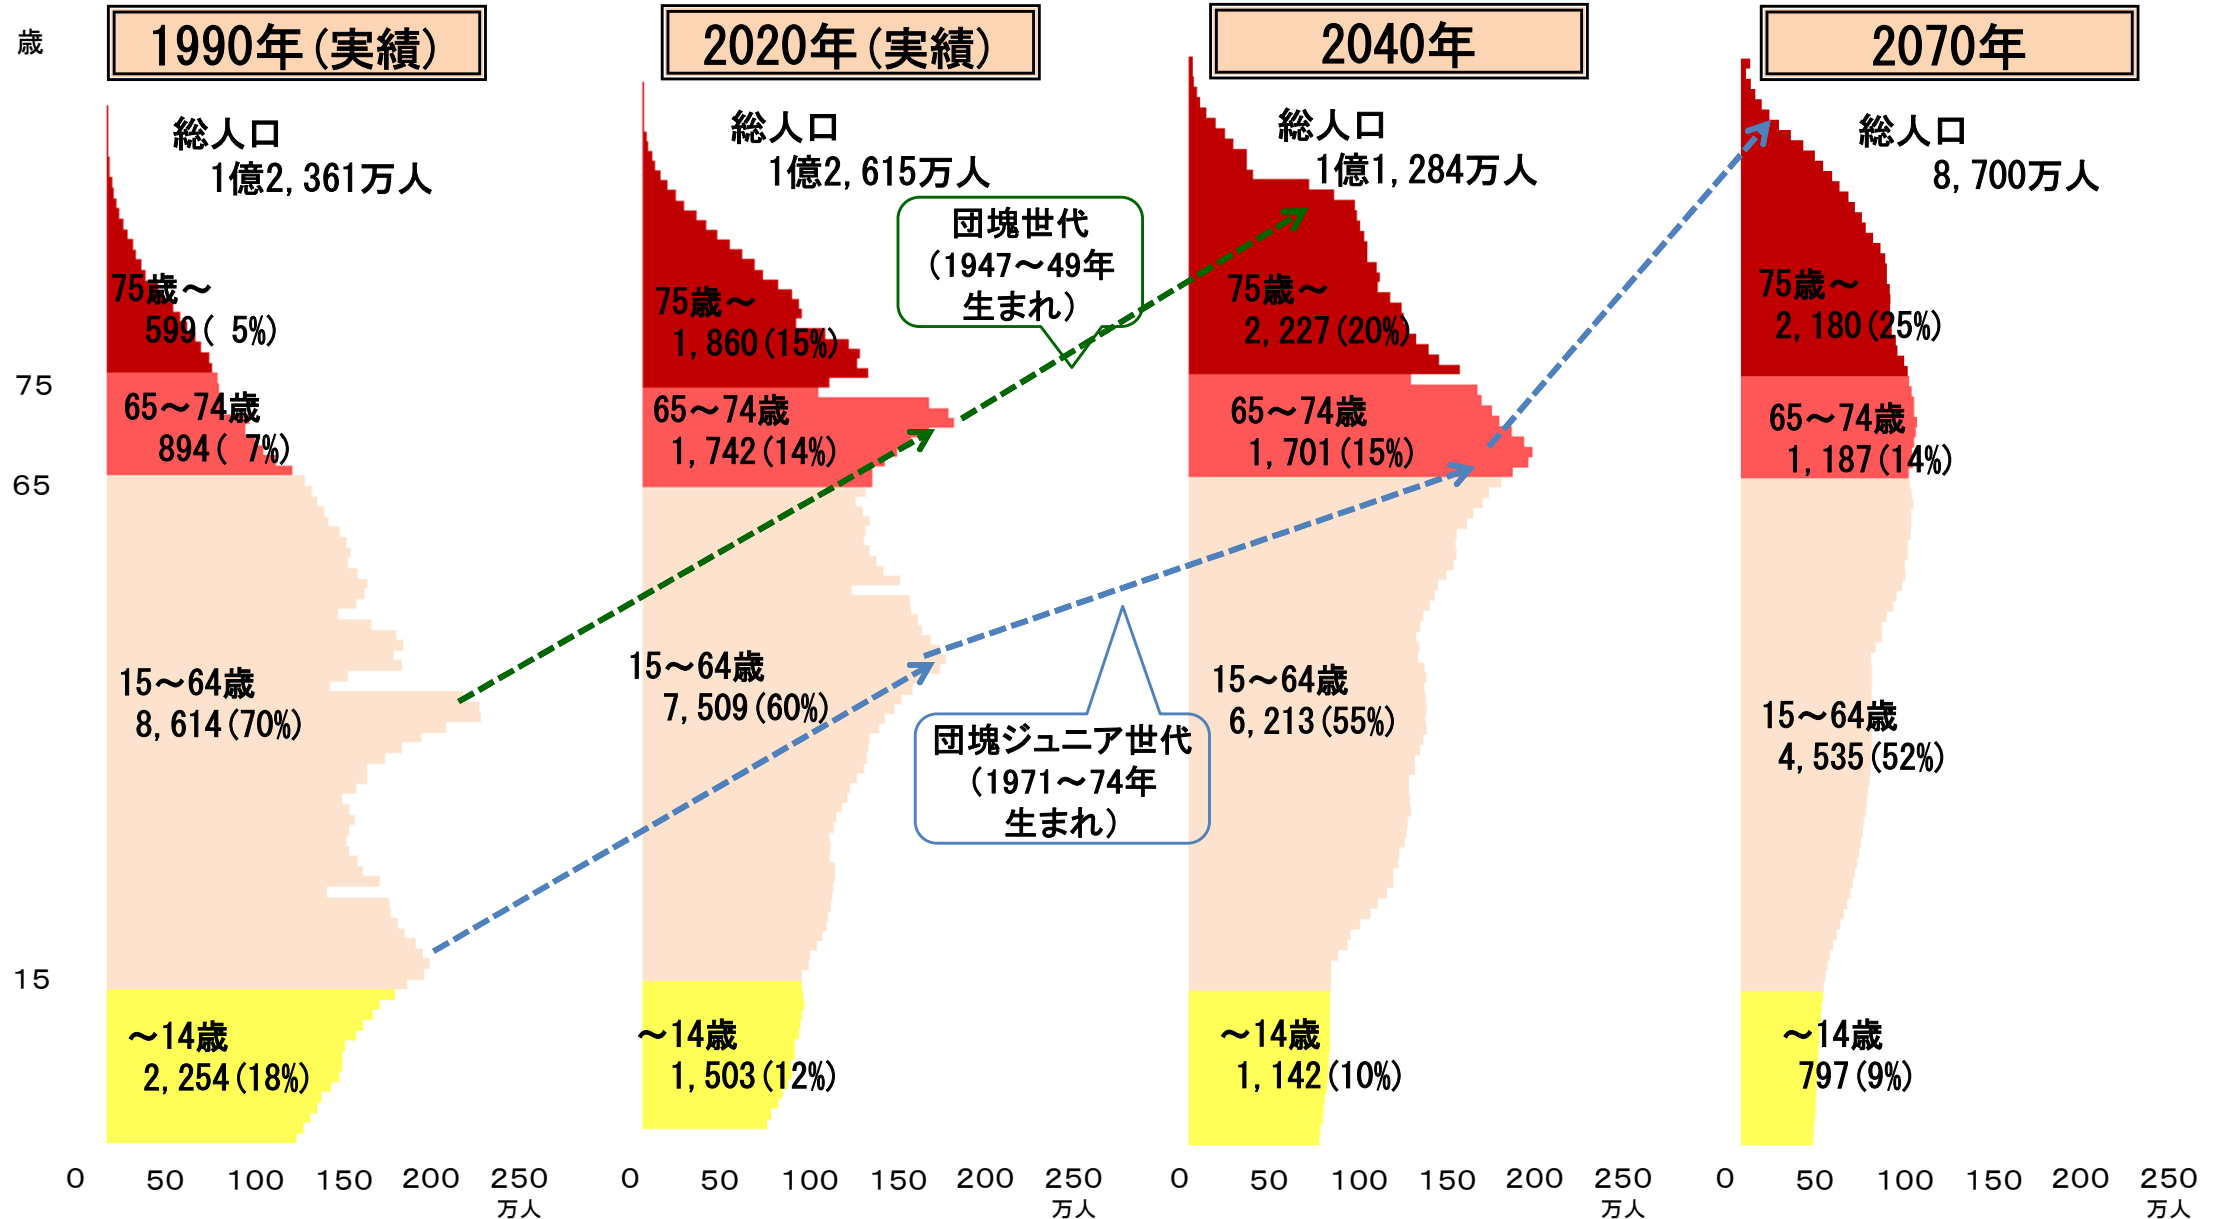 歳
1990年(実績)
総人口
1億2,361万人
75歳～
599( 5%)
65～74歳
894( 7%)
15～64歳
8,614(70%)
～14歳
2,254(18%)
75
65
15
0 50 100 150 200 250
万人
2020年(実績)
総人口
1億2,615万人
75歳～
1,860(15%)
65～74歳
1,742(14%)
15～64歳
7,509(60%)
～14歳
1,503(12%)
0 50 100 150 200 250
万人
団塊世代
(1947～49年
生まれ)
団塊ジュニア世代
(1971～74年
生まれ)
2040年
総人口
1億1,284万人
75歳～
2,227(20%)
65～74歳
1,701(15%)
15～64歳
6,213(55%)
～14歳
1,142(10%)
0 50 100 150 200 250
万人
2070年
総人口
8,700万人
75歳～
2,180(25%)
65～74歳
1,187(14%)
15～64歳
4,535(52%)
～14歳
797(9%)
0 50 100 150 200 250
万人